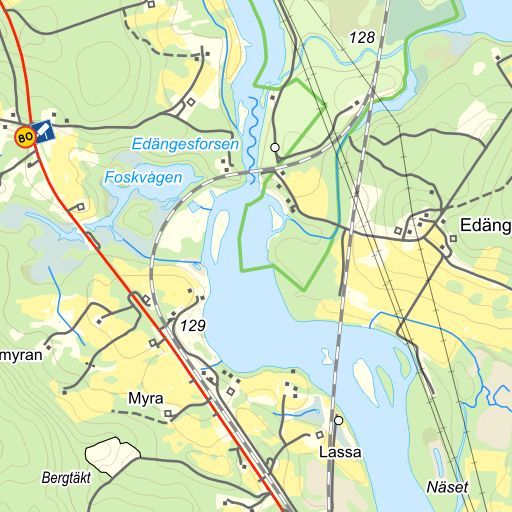 128
Edängesforsen
80
Foskvågen
Edäng
129
myran
Myra
Lassa
Bergtäkt
Näset